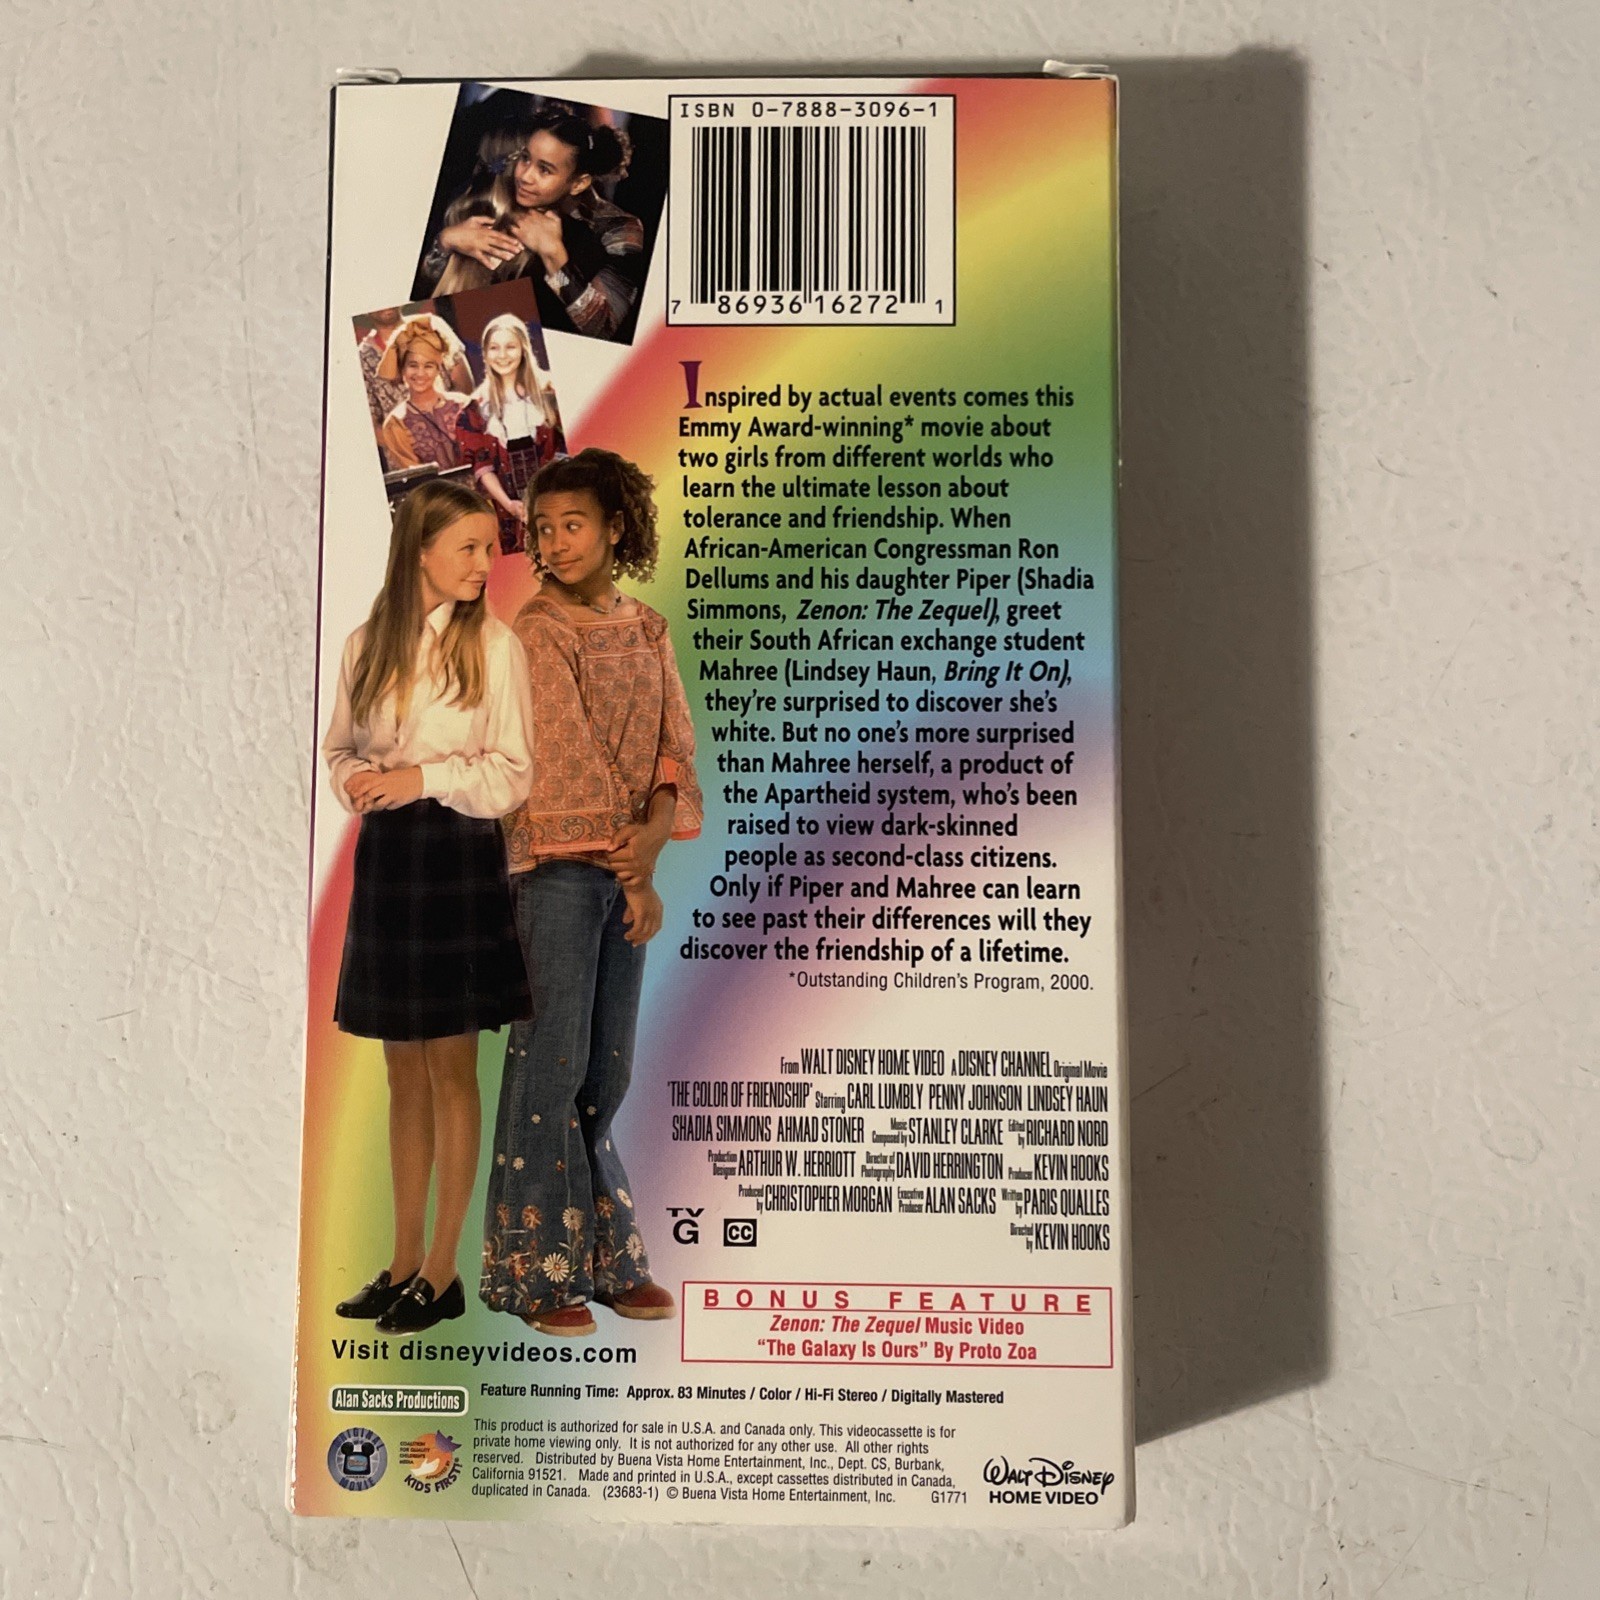 ISBN 0-7888-3096-1
7 86936 16272 1
Inspired by actual events comes this
Emmy Award-winning* movie about
two girls from different worlds who
learn the ultimate lesson about
tolerance and friendship. When
African-American Congressman Ron
Dellums and his daughter Piper (Shadia
Simmons, Zenon: The Zequel), greet
their South African exchange student
Mahree (Lindsey Haun, Bring It On),
they're surprised to discover she's
white. But no one's more surprised
than Mahree herself, a product of
the Apartheid system, who's been
raised to view dark-skinned
people as second-class citizens.
Only if Piper and Mahree can learn
to see past their differences will they
discover the friendship of a lifetime.
*Outstanding Children's Program, 2000.
From WALT DISNEY HOME VIDEO A DISNEY CHANNEL Original Movie
'THE COLOR OF FRIENDSHIP' Starring CARL LUMBLY PENNY JOHNSON LINDSEY HAUN
SHADIA SIMMONS AHMAD STONER Music Composed by STANLEY CLARKE Edited by RICHARD NORD
Production Designer ARTHUR W. HERRIOTT Director of Photography DAVID HERRINGTON Producer KEVIN HOOKS
Produced by CHRISTOPHER MORGAN Executive Producer ALAN SACKS Written by PARIS QUALLES
Directed by KEVIN HOOKS
TV
G CC
BONUS FEATURE
Zenon: The Zequel Music Video
"The Galaxy Is Ours" By Proto Zoa
Visit disneyvideos.com
Alan Sacks Productions
Feature Running Time: Approx. 83 Minutes / Color / Hi-Fi Stereo / Digitally Mastered
This product is authorized for sale in U.S.A. and Canada only. This videocassette is for
private home viewing only. It is not authorized for any other use. All other rights
reserved. Distributed by Buena Vista Home Entertainment, Inc., Dept. CS, Burbank,
California 91521. Made and printed in U.S.A., except cassettes distributed in Canada,
duplicated in Canada. (23683-1) © Buena Vista Home Entertainment, Inc. G1771
ORIGINAL
MOVIE
COALITION
FOR QUALITY
CHILDREN'S
MEDIA
KIDS FIRST!®
WALT DISNEY
HOME VIDEO